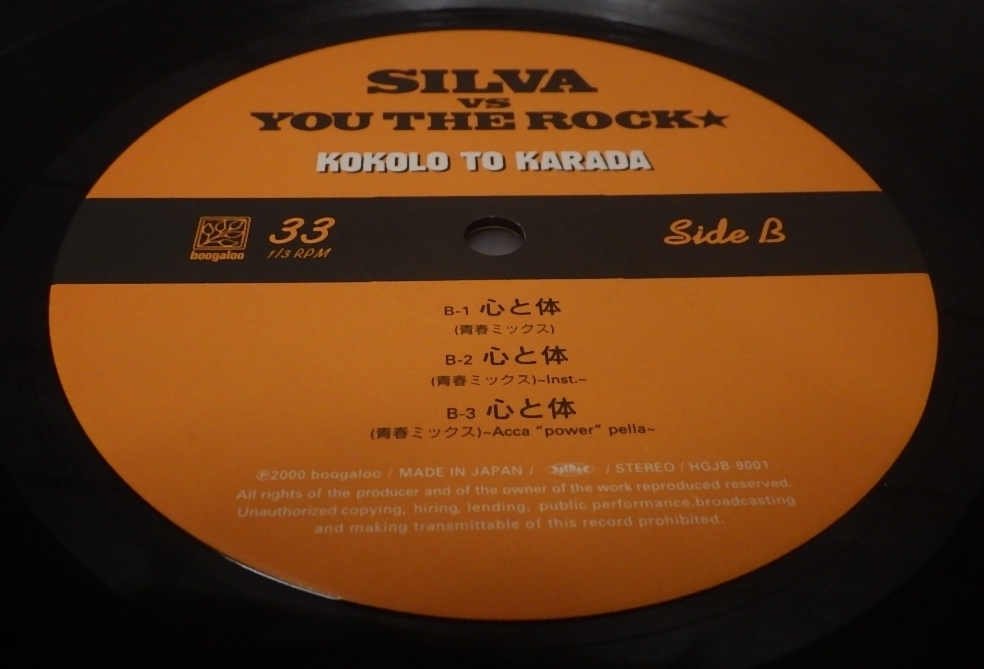 SILVA
VS
YOU THE ROCK★
KOKOLO TO KARADA
boogaloo
33
1/3 RPM
Side B
B-1 心と体
(青春ミックス)
B-2 心と体
(青春ミックス)~Inst.~
B-3 心と体
(青春ミックス)~Acca "power" pella~
℗2000 boogaloo / MADE IN JAPAN / / STEREO / HGJB-9001
All rights of the producer and of the owner of the work reproduced reserved.
Unauthorized copying, hiring, lending, public performance,broadcasting
and making transmittable of this record prohibited.